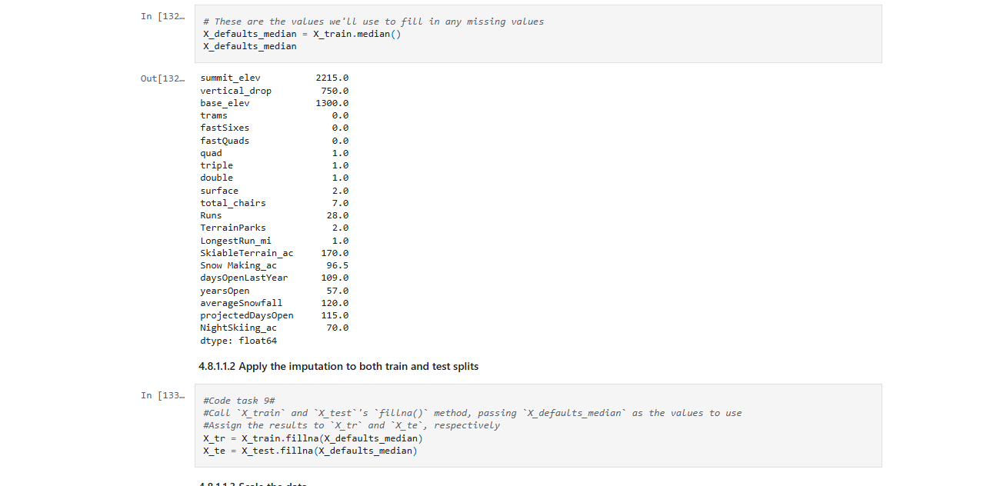 In [132…
# These are the values we'll use to fill in any missing values
X_defaults_median = X_train.median()
X_defaults_median
Out[132…
summit_elev 2215.0
vertical_drop 750.0
base_elev 1300.0
trams 0.0
fastSixes 0.0
fastQuads 0.0
quad 1.0
triple 1.0
double 1.0
surface 2.0
total_chairs 7.0
Runs 28.0
TerrainParks 2.0
LongestRun_mi 1.0
SkiableTerrain_ac 170.0
Snow Making_ac 96.5
daysOpenLastYear 109.0
yearsOpen 57.0
averageSnowfall 120.0
projectedDaysOpen 115.0
NightSkiing_ac 70.0
dtype: float64
4.8.1.1.2 Apply the imputation to both train and test splits
In [133…
#Code task 9#
#Call `X_train` and `X_test`'s `fillna()` method, passing `X_defaults_median` as the values to use
#Assign the results to `X_tr` and `X_te`, respectively
X_tr = X_train.fillna(X_defaults_median)
X_te = X_test.fillna(X_defaults_median)
4.8.1.1.3 Scale the data